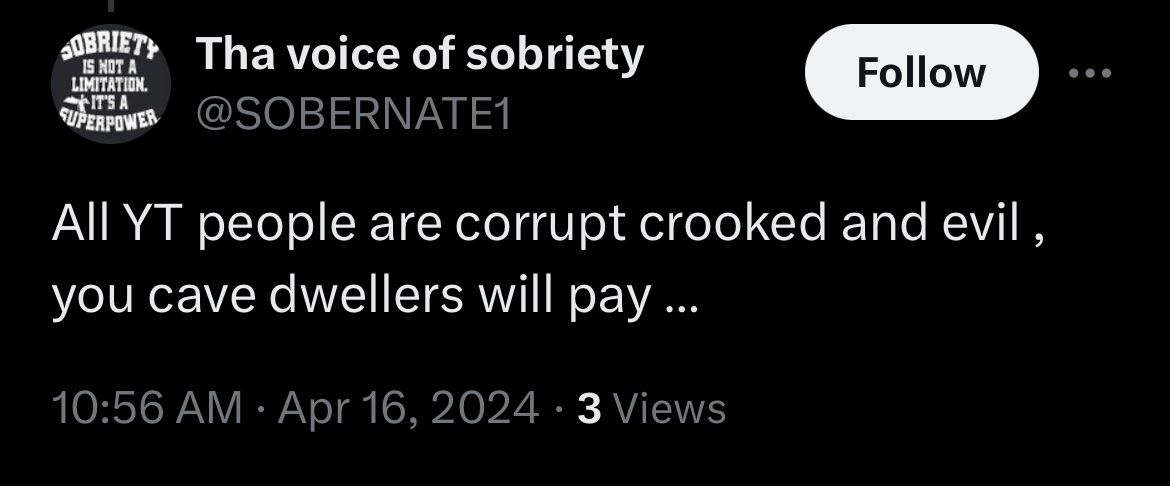 SOBRIETY
IS NOT A
LIMITATION.
IT'S A
SUPERPOWER
Tha voice of sobriety
@SOBERNATE1
Follow
All YT people are corrupt crooked and evil ,
you cave dwellers will pay ...
10:56 AM · Apr 16, 2024 · 3 Views